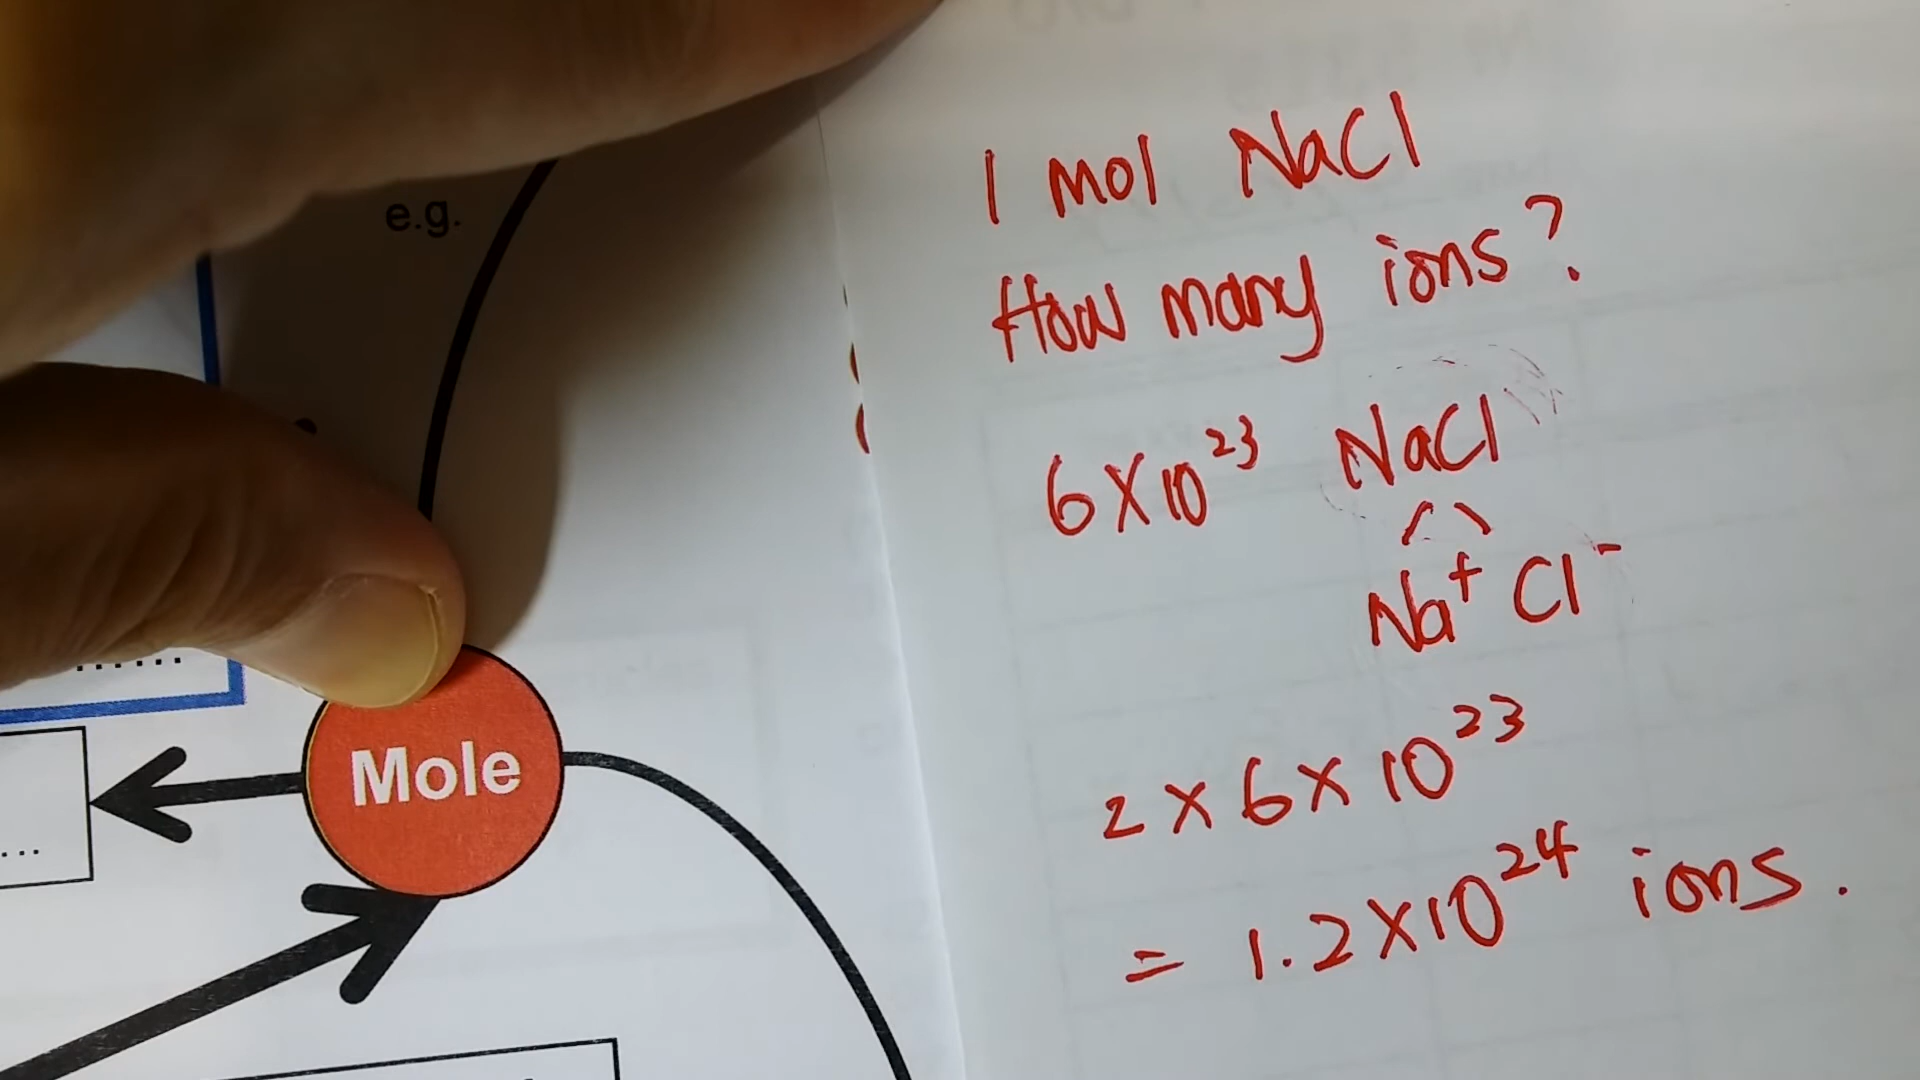 e.g.
.......
Mole
...
1 mol NaCl
How many ions?
6×10²³ NaCl
Na⁺ Cl⁻
2×6×10²³
= 1.2×10²⁴ ions.